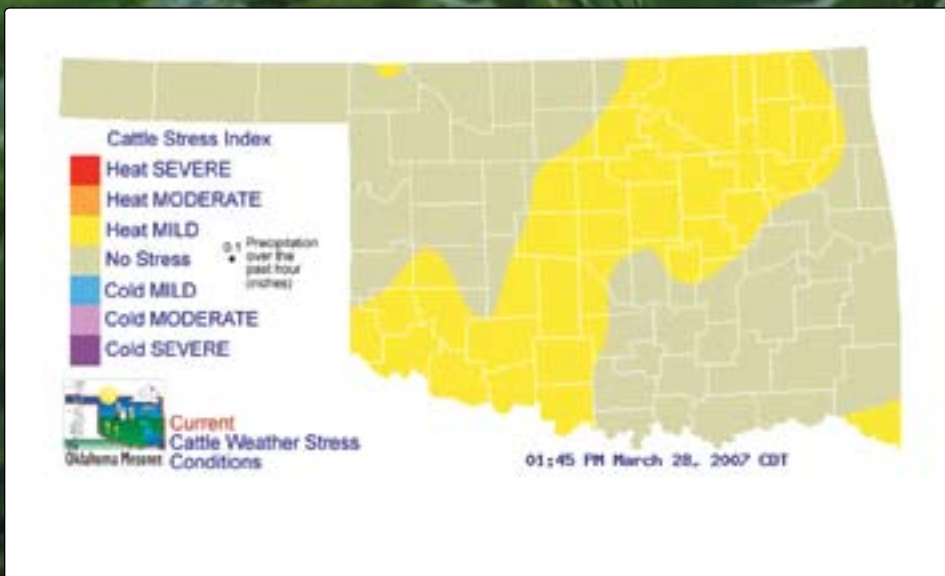 Cattle Stress Index
Heat SEVERE
Heat MODERATE
Heat MILD
No Stress
Cold MILD
Cold MODERATE
Cold SEVERE
0.1 Precipitation
over the
past hour
(inches)
Oklahoma Mesonet
Current
Cattle Weather Stress
Conditions
01:45 PM March 28, 2007 CDT